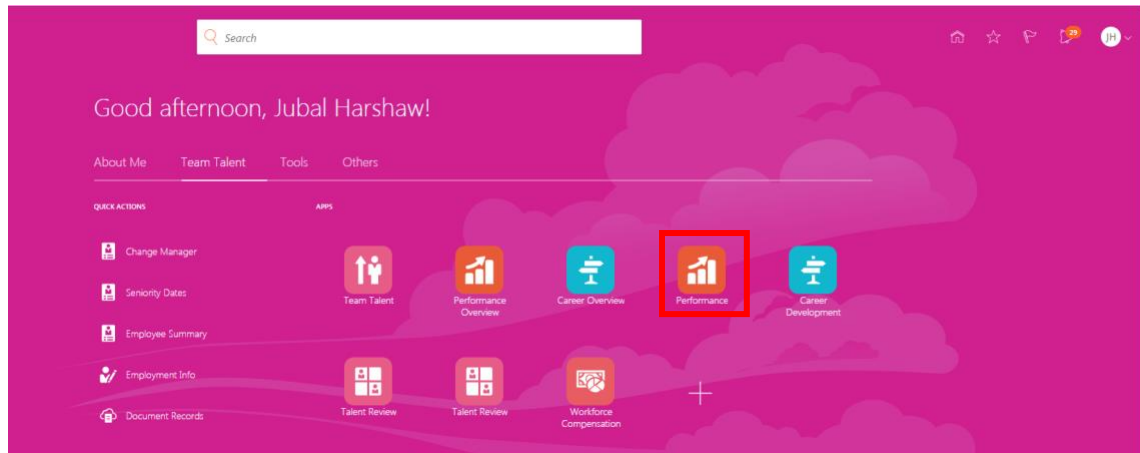 Search
29
JH
Good afternoon, Jubal Harshaw!
About Me Team Talent Tools Others
QUICK ACTIONS
APPS
Change Manager
Seniority Dates
Employee Summary
Employment Info
Document Records
Team Talent
Performance
Overview
Career Overview
Performance
Career
Development
Talent Review
Talent Review
Workforce
Compensation